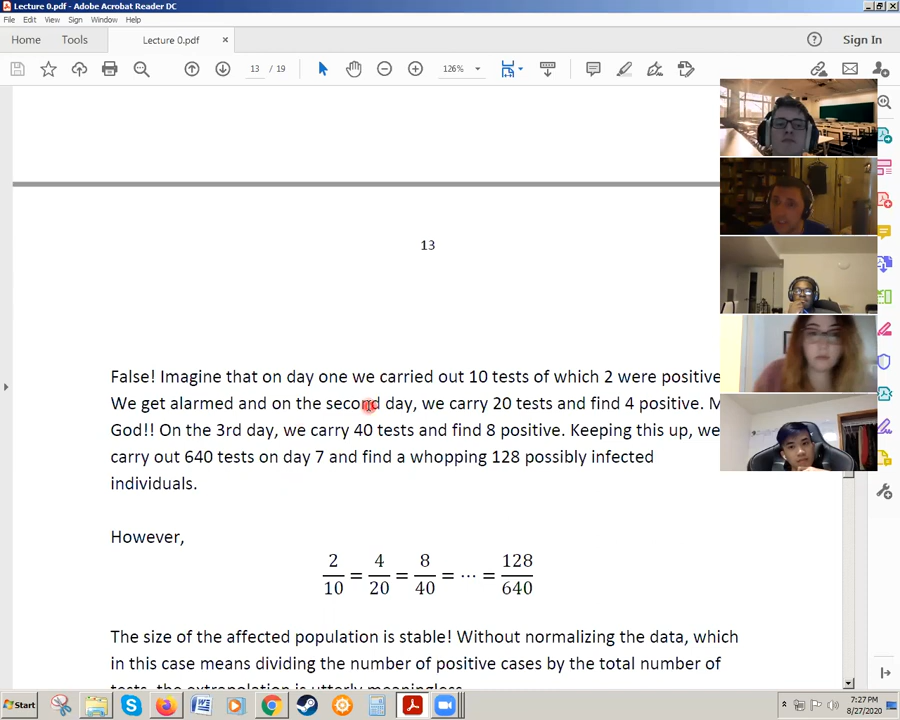 Lecture 0.pdf - Adobe Acrobat Reader DC
File Edit View Sign Window Help
Home Tools Lecture 0.pdf × Sign In
13 / 19 126%
13
False! Imagine that on day one we carried out 10 tests of which 2 were positive
We get alarmed and on the second day, we carry 20 tests and find 4 positive. M
God!! On the 3rd day, we carry 40 tests and find 8 positive. Keeping this up, we
carry out 640 tests on day 7 and find a whopping 128 possibly infected
individuals.
However,
2/10 = 4/20 = 8/40 = ⋯ = 128/640
The size of the affected population is stable! Without normalizing the data, which
in this case means dividing the number of positive cases by the total number of
tests, the extrapolation is utterly meaningless
Start 7:27 PM
8/27/2020